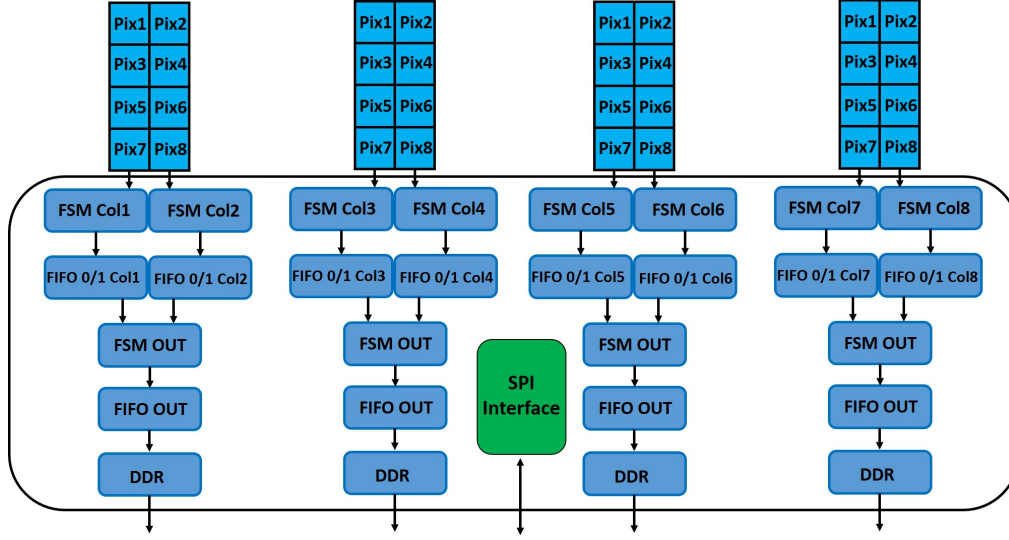 Pix1 Pix2 Pix1 Pix2 Pix1 Pix2 Pix1 Pix2
Pix3 Pix4 Pix3 Pix4 Pix3 Pix4 Pix3 Pix4
Pix5 Pix6 Pix5 Pix6 Pix5 Pix6 Pix5 Pix6
Pix7 Pix8 Pix7 Pix8 Pix7 Pix8 Pix7 Pix8
FSM Col1 FSM Col2 FSM Col3 FSM Col4 FSM Col5 FSM Col6 FSM Col7 FSM Col8
FIFO 0/1 Col1 FIFO 0/1 Col2 FIFO 0/1 Col3 FIFO 0/1 Col4 FIFO 0/1 Col5 FIFO 0/1 Col6 FIFO 0/1 Col7 FIFO 0/1 Col8
FSM OUT FSM OUT FSM OUT FSM OUT
SPI
Interface
FIFO OUT FIFO OUT FIFO OUT FIFO OUT
DDR DDR DDR DDR